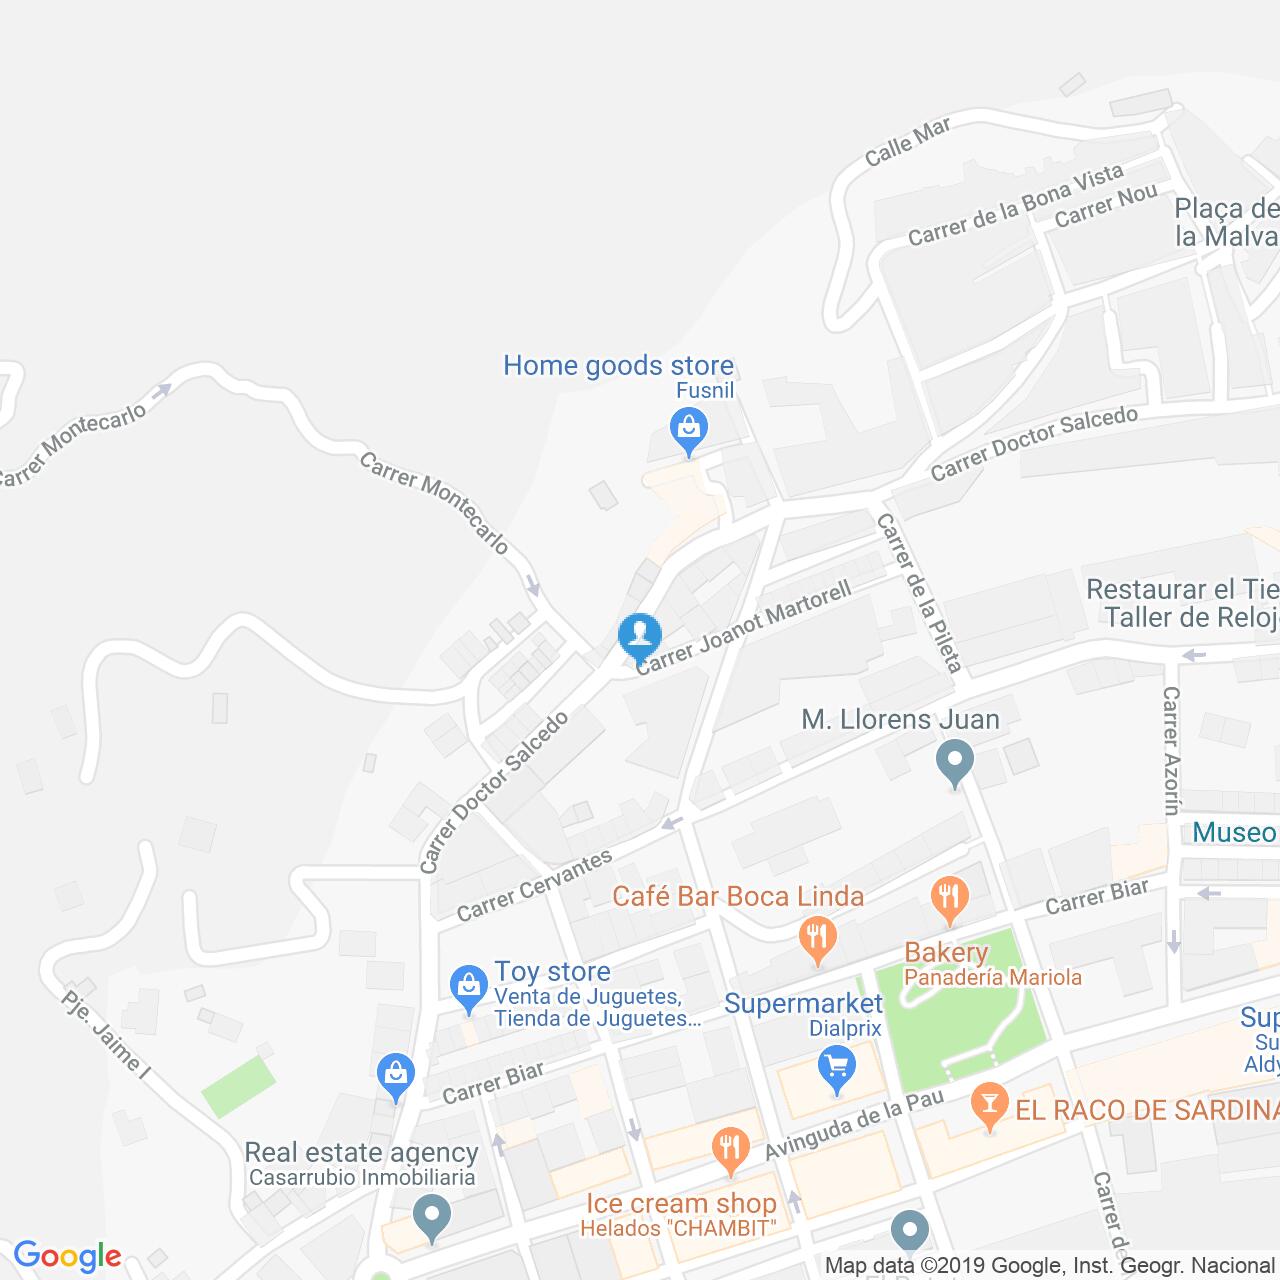 Calle Mar
Carrer de la Bona Vista
Carrer Nou
Plaça de
la Malva
Home goods store
Fusnil
Carrer Montecarlo
Carrer Montecarlo
Carrer Doctor Salcedo
Carrer de la Pileta
Restaurar el Tie
Taller de Reloj
Carrer Joanot Martorell
Carrer Doctor Salcedo
M. Llorens Juan
Carrer Azorín
Museo
Carrer Cervantes
Café Bar Boca Linda
Carrer Biar
Bakery
Panadería Mariola
Toy store
Venta de Juguetes,
Tienda de Juguetes...
Supermarket
Dialprix
Sup
Su
Aldy
Pje. Jaime I
Carrer Biar
Avinguda de la Pau
EL RACO DE SARDINA
Real estate agency
Casarrubio Inmobiliaria
Ice cream shop
Helados "CHAMBIT"
Carrer de
Google
Map data ©2019 Google, Inst. Geogr. Nacional